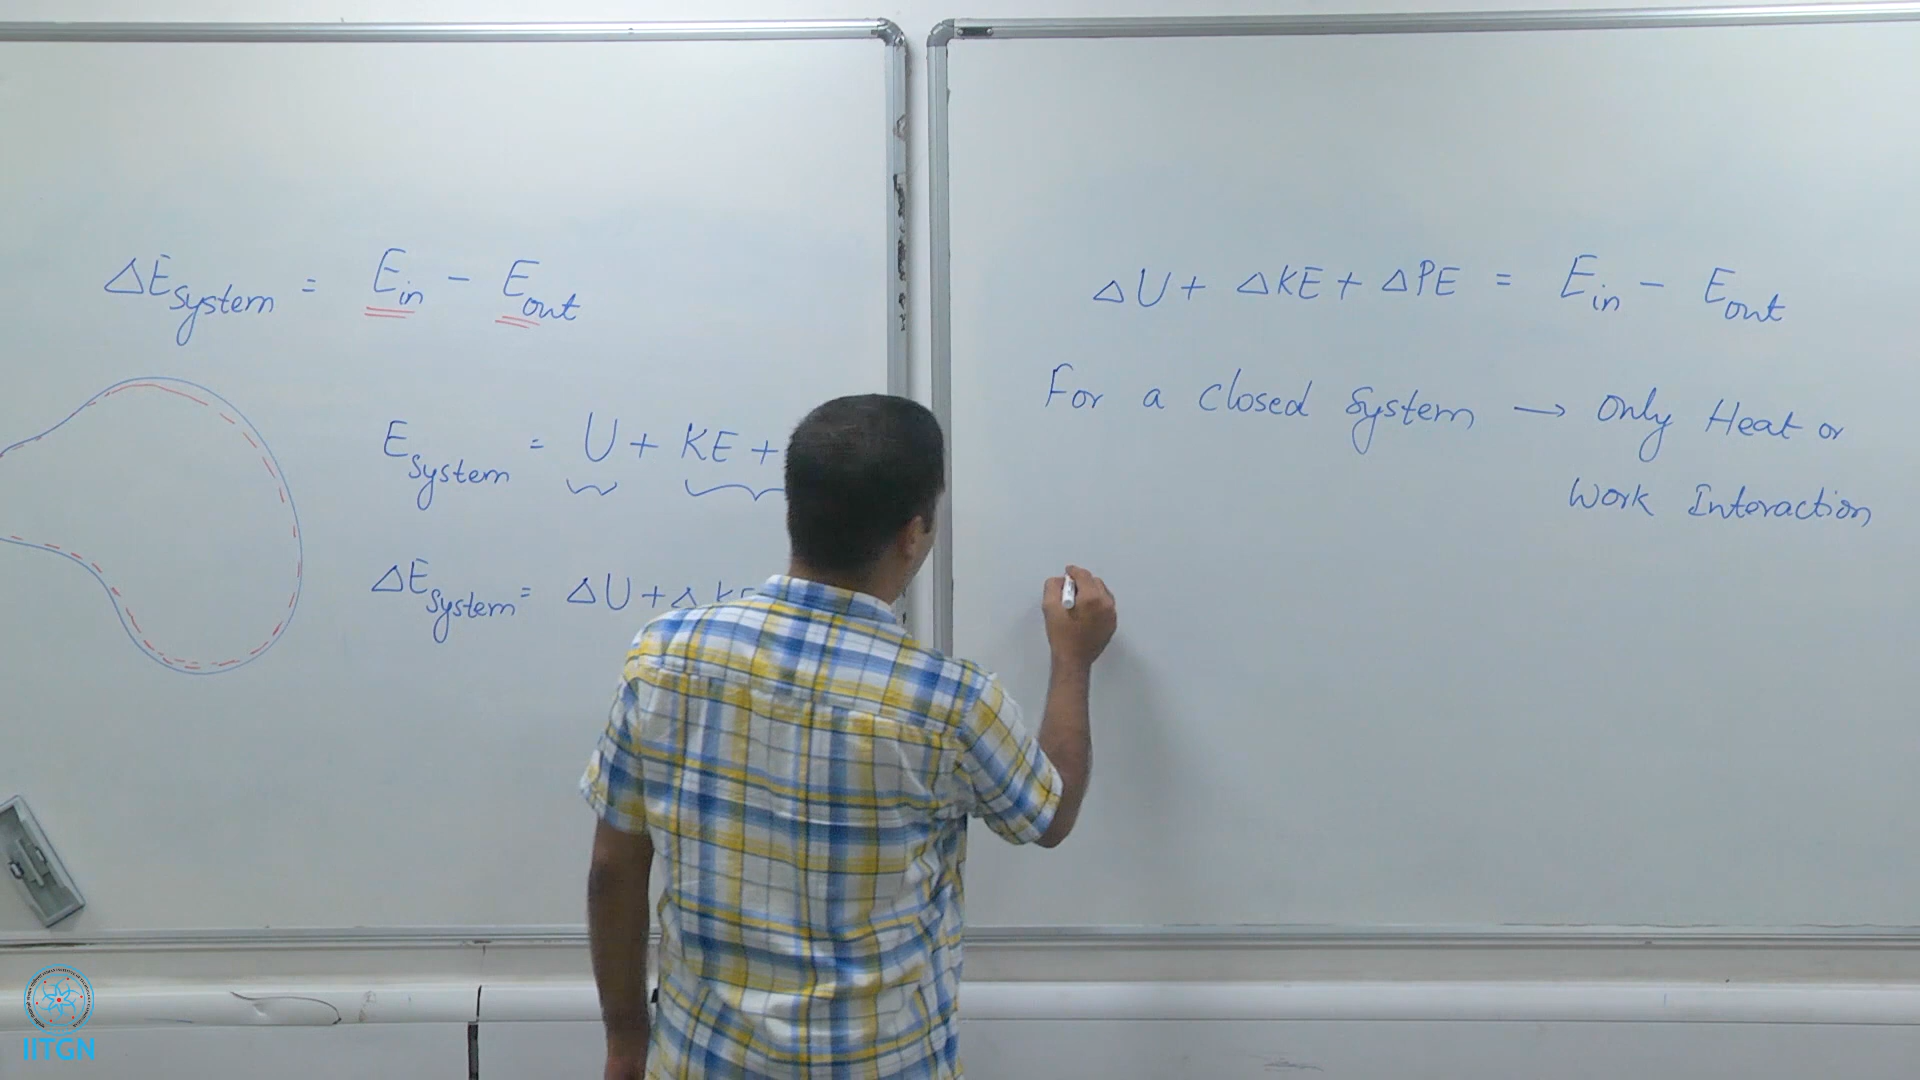 ΔE_system = E_in - E_out
E_system = U + KE +
ΔE_system = ΔU + Δ KE
ΔU + ΔKE + ΔPE = E_in - E_out
For a closed system → only Heat or
Work Interaction
IITGN